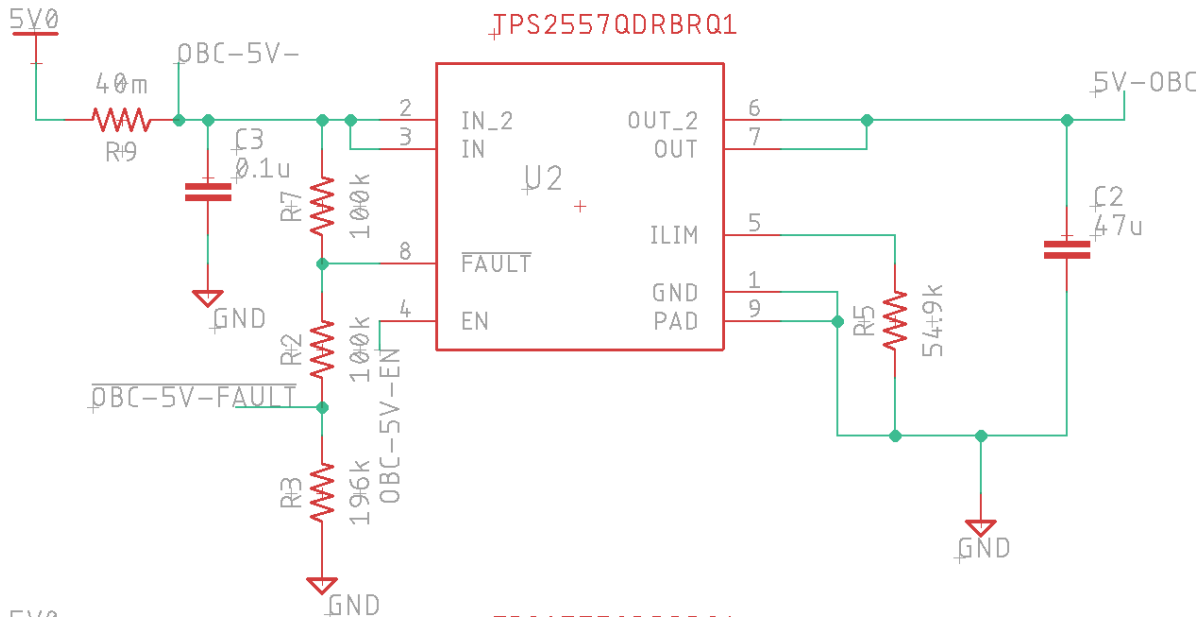 5V0
TPS2557QDRBRQ1
OBC-5V-
5V-OBC
40m
R9
C3
0.1u
GND
R7
100k
2
IN_2
3
IN
8
FAULT
4
EN
U2
OUT_2
6
OUT
7
ILIM
5
GND
1
PAD
9
C2
47u
R5
54.9k
GND
R2
100k
OBC-5V-EN
OBC-5V-FAULT
R3
196k
GND
5V0